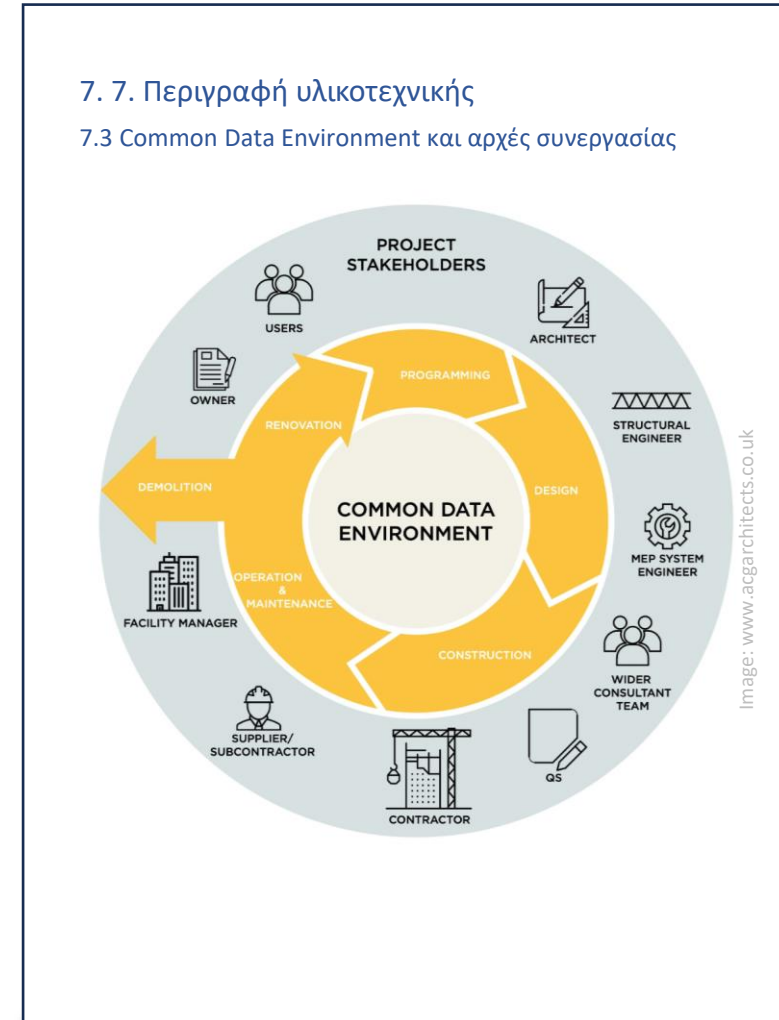 7. 7. Περιγραφή υλικοτεχνικής
7.3 Common Data Environment και αρχές συνεργασίας
PROJECT
STAKEHOLDERS
USERS
ARCHITECT
OWNER
PROGRAMMING
RENOVATION
STRUCTURAL
ENGINEER
DEMOLITION
DESIGN
COMMON DATA
ENVIRONMENT
MEP SYSTEM
ENGINEER
OPERATION
&
MAINTENANCE
FACILITY MANAGER
CONSTRUCTION
WIDER
CONSULTANT
TEAM
SUPPLIER/
SUBCONTRACTOR
QS
CONTRACTOR
Image: www.acgarchitects.co.uk